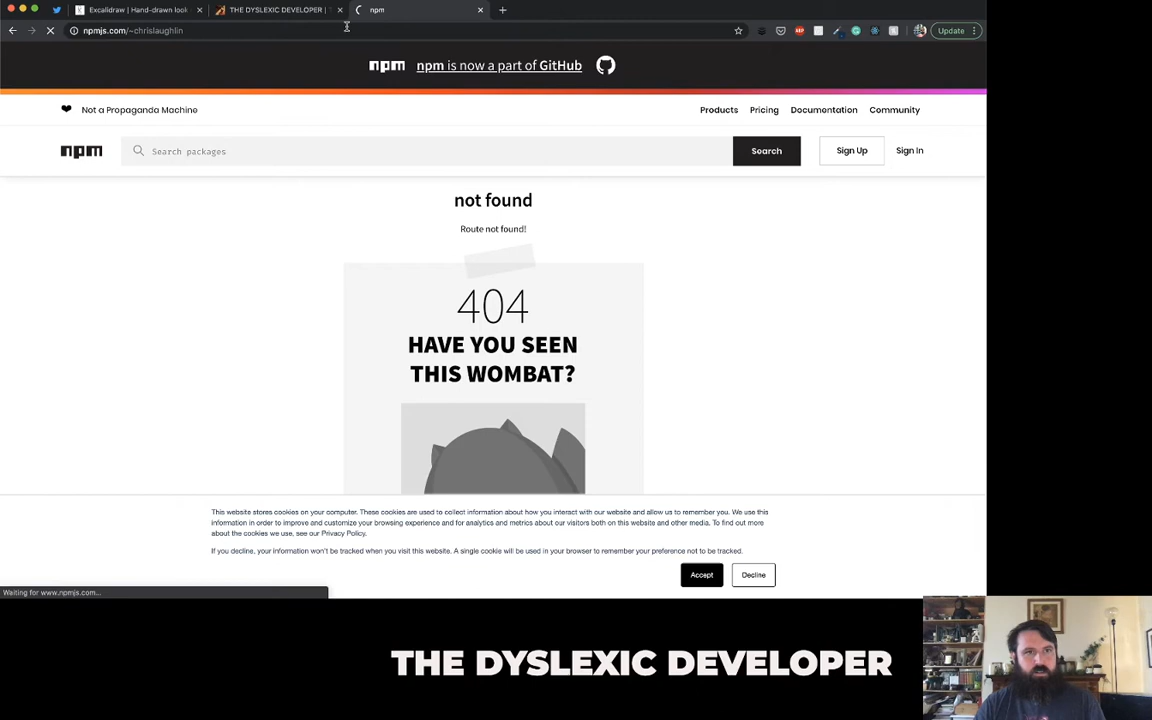 Excalidraw | Hand-drawn look
THE DYSLEXIC DEVELOPER |
npm
npmjs.com/~chrislaughlin
Update
npm npm is now a part of GitHub
Not a Propaganda Machine
Products Pricing Documentation Community
npm Search packages Search Sign Up Sign In
not found
Route not found!
404
HAVE YOU SEEN
THIS WOMBAT?
This website stores cookies on your computer. These cookies are used to collect information about how you interact with our website and allow us to remember you. We use this
information in order to improve and customize your browsing experience and for analytics and metrics about our visitors both on this website and other media. To find out more
about the cookies we use, see our Privacy Policy.
If you decline, your information won't be tracked when you visit this website. A single cookie will be used in your browser to remember your preference not to be tracked.
Accept Decline
Waiting for www.npmjs.com...
THE DYSLEXIC DEVELOPER